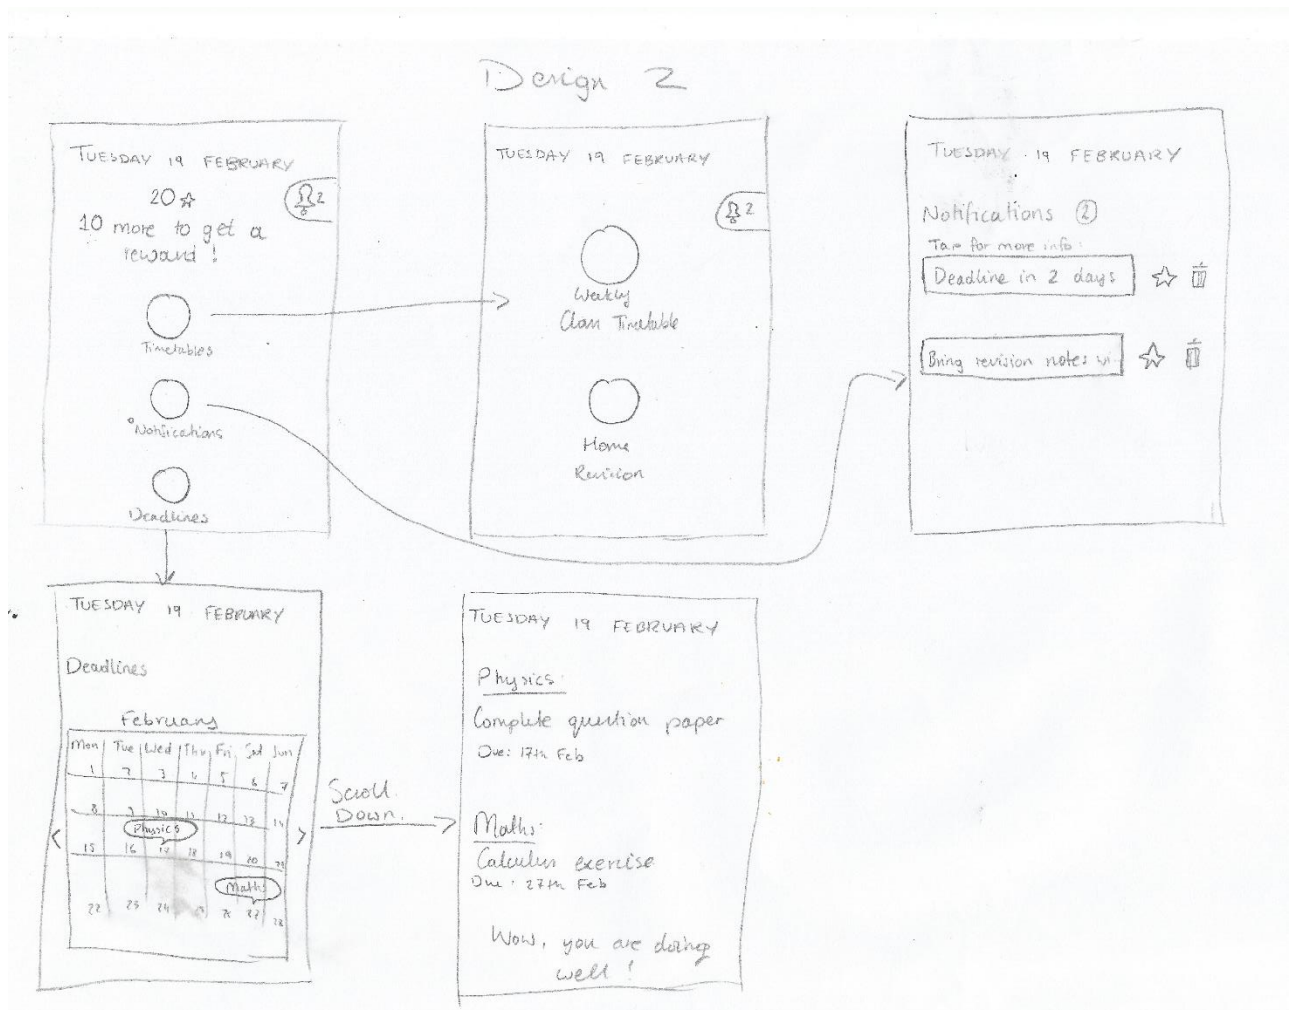 Design 2
TUESDAY 19 FEBRUARY
20
2
10 more to get a
reward!
Timetables
Notifications
Deadlines
TUESDAY 19 FEBRUARY
2
Weekly
Class Timetable
Home
Revision
TUESDAY 19 FEBRUARY
Notifications 2
Tap for more info:
Deadline in 2 days
Bring revision notes wi...
TUESDAY 19 FEBRUARY
Deadlines
February
Mon Tue Wed Thu Fri Sat Sun
1 2 3 4 5 6 7
8 9 10 11 12 13 14
Physics
15 16 17 18 19 20 21
Maths
22 23 24 25 26 27 28
Scroll
Down.
TUESDAY 19 FEBRUARY
Physics:
Complete question paper
Due: 17th Feb
Maths:
Calculus exercise
Due: 27th Feb
Wow, you are doing
well!